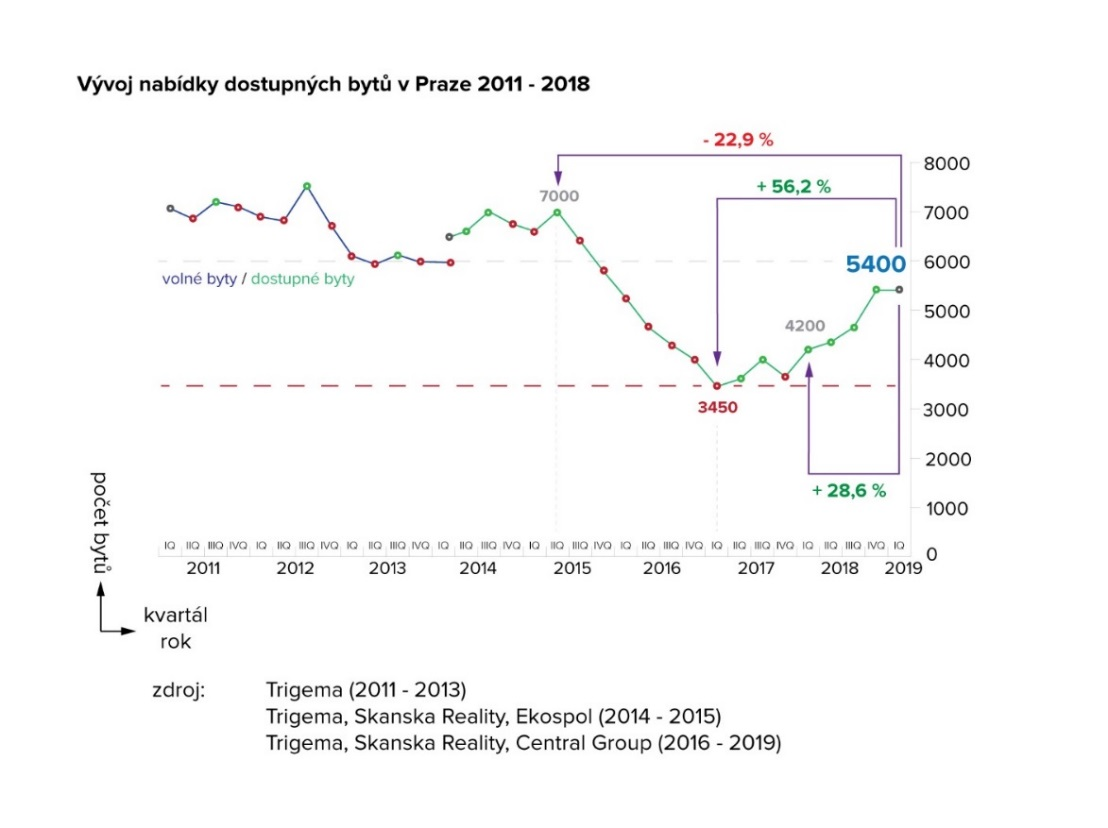 Vývoj nabídky dostupných bytů v Praze 2011 - 2018
- 22,9 %
8000
+ 56,2 %
7000
7000
5400
6000
volné byty / dostupné byty
5000
4200
4000
3450
3000
2000
+ 28,6 %
1000
0
IQ IIQ IIIQ IVQ IQ IIQ IIIQ IVQ IQ IIQ IIIQ IVQ IQ IIQ IIIQ IVQ IQ IIQ IIIQ IVQ IQ IIQ IIIQ IVQ IQ IIQ IIIQ IVQ IQ IIQ IIIQ IVQ IQ
2011 2012 2013 2014 2015 2016 2017 2018 2019
počet bytů
kvartál
rok
zdroj: Trigema (2011 - 2013)
Trigema, Skanska Reality, Ekospol (2014 - 2015)
Trigema, Skanska Reality, Central Group (2016 - 2019)